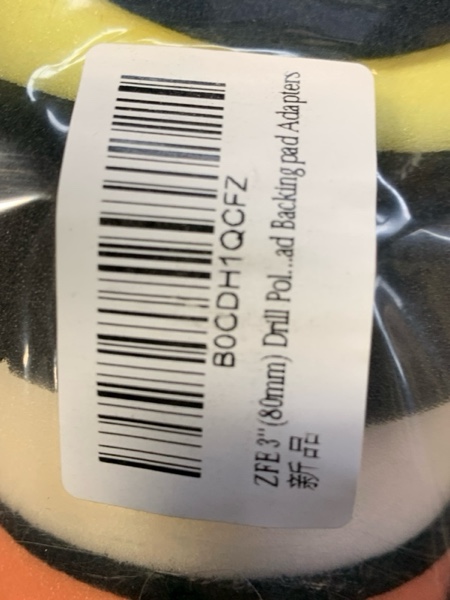 B0CDH1QCFZ
ZFE 3''(80mm) Drill Pol...ad Backing pad Adapters
新品